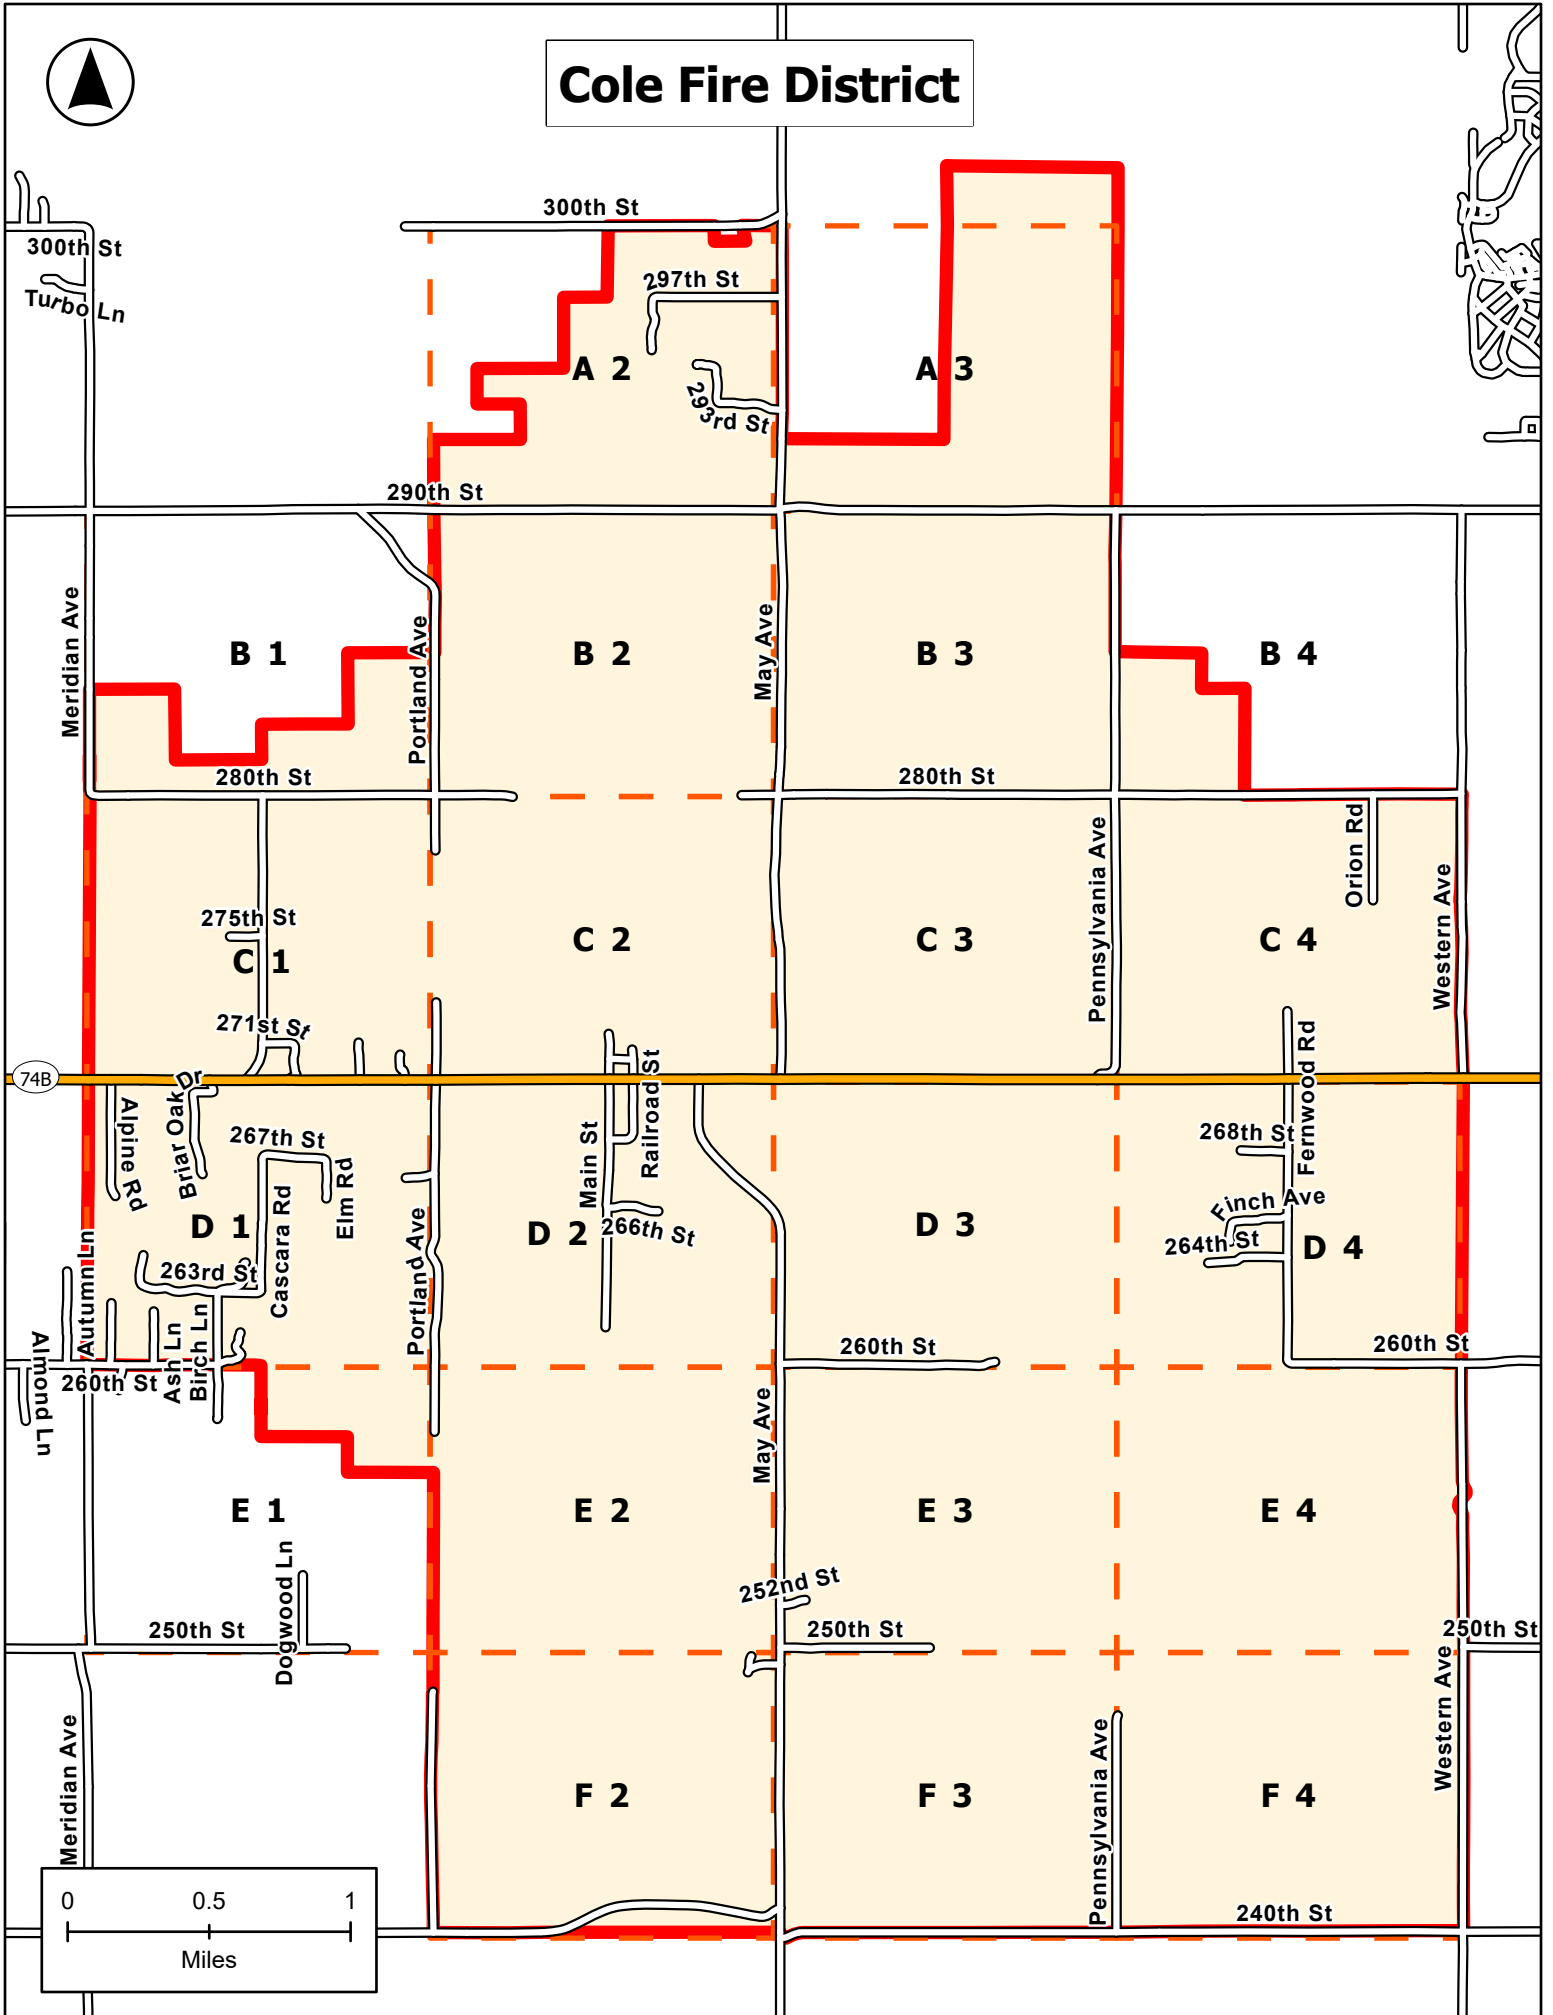 Cole Fire District
300th St
300th St
Turbo Ln
297th St
A 2
A 3
293rd St
290th St
Meridian Ave
Portland Ave
May Ave
B 1
B 2
B 3
B 4
280th St
280th St
Orion Rd
Pennsylvania Ave
Western Ave
275th St
C 1
C 2
C 3
C 4
271st St
74B
Alpine Rd
Briar Oak Dr
267th St
Elm Rd
Cascara Rd
Main St
Railroad St
Fernwood Rd
268th St
Finch Ave
264th St
D 1
D 2
D 3
D 4
266th St
263rd St
Autumn Ln
Portland Ave
Almond Ln
260th St
Ash Ln
Birch Ln
260th St
260th St
May Ave
E 1
E 2
E 3
E 4
Dogwood Ln
252nd St
250th St
250th St
250th St
Meridian Ave
Western Ave
Pennsylvania Ave
F 2
F 3
F 4
240th St
0 0.5 1
Miles